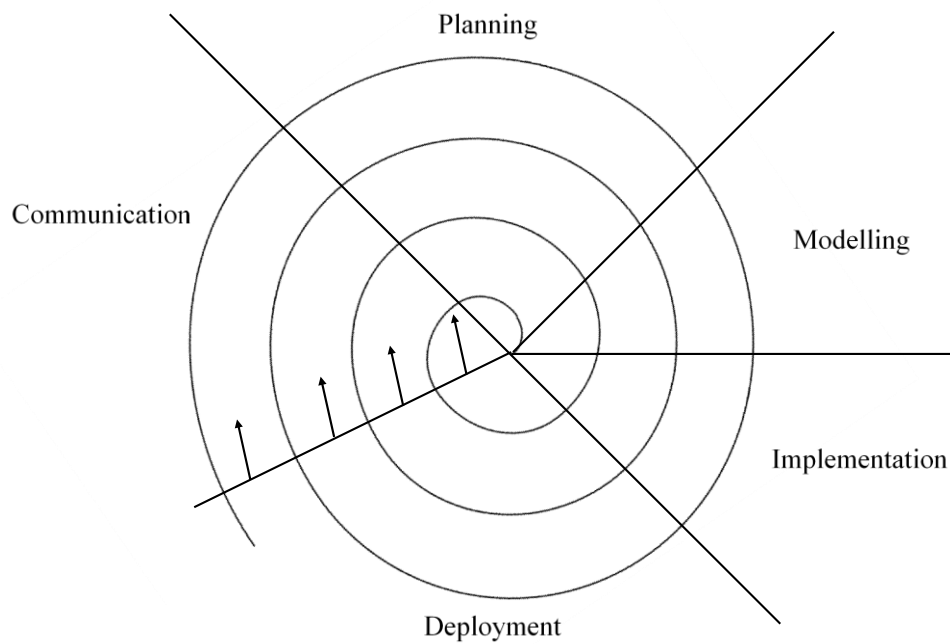 Planning
Communication
Modelling
Implementation
Deployment